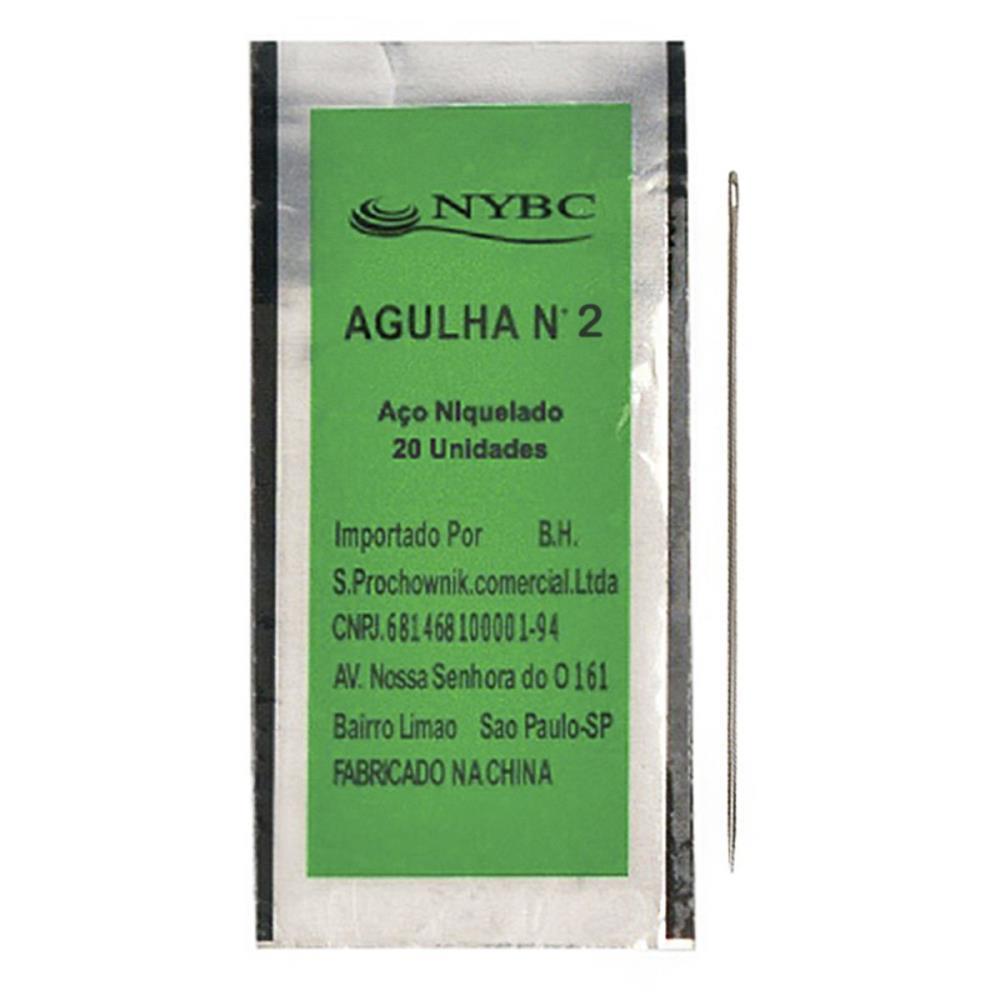 NYBC
AGULHA N° 2
Aço Niquelado
20 Unidades
Importado Por B.H.
S.Prochownik.comercial.Ltda
CNPJ.681468100001-94
AV. Nossa Senhora do O 161
Bairro Limao Sao Paulo-SP
FABRICADO NA CHINA